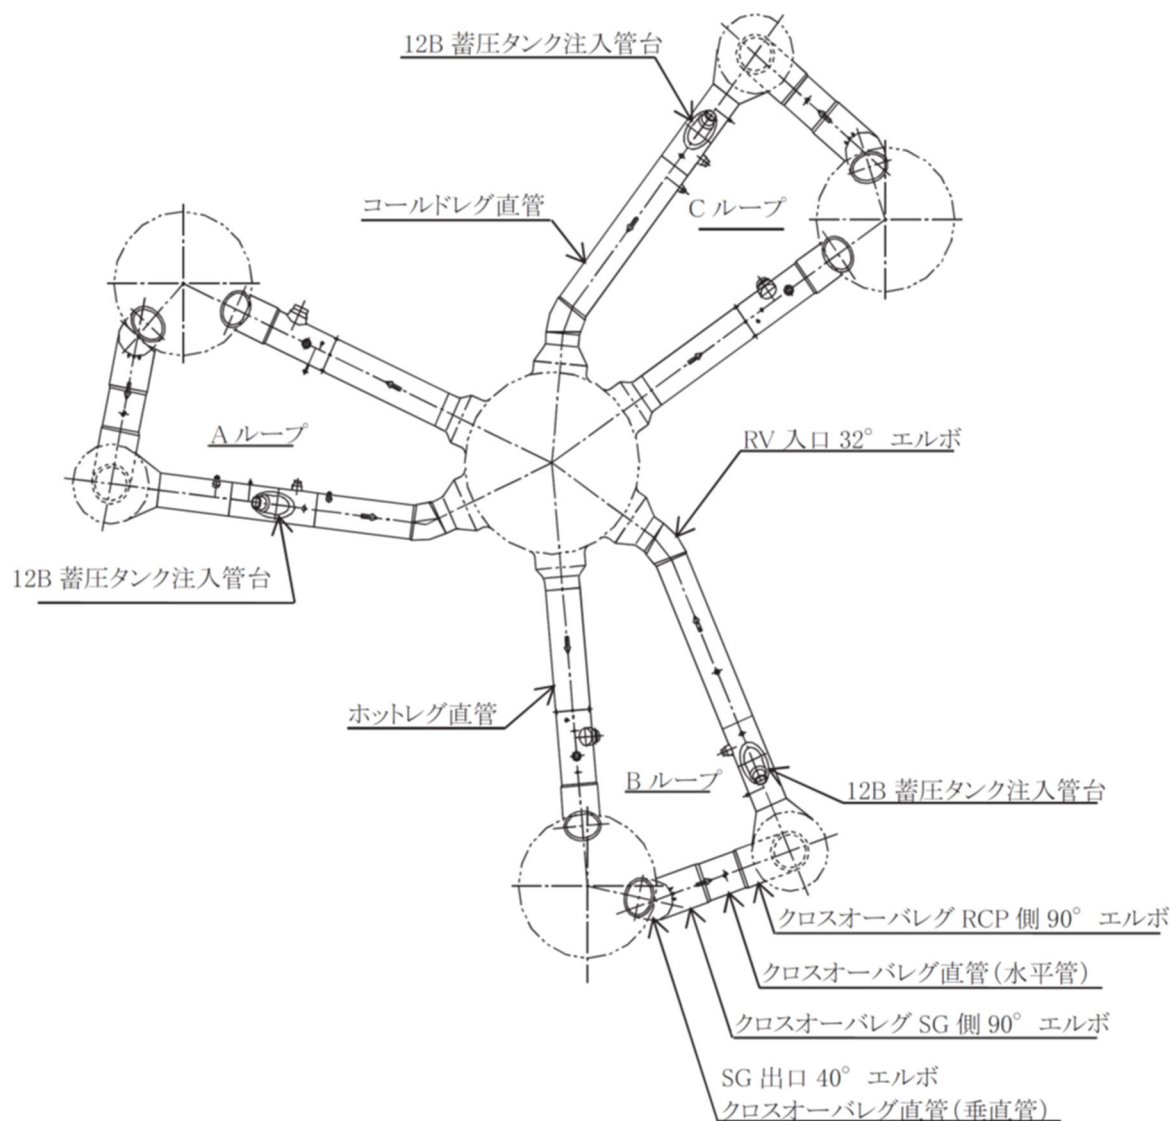 12B 蓄圧タンク注入管台
コールドレグ直管
C ループ
A ループ
RV 入口 32° エルボ
12B 蓄圧タンク注入管台
ホットレグ直管
B ループ
12B 蓄圧タンク注入管台
クロスオーバレグ RCP 側 90° エルボ
クロスオーバレグ直管(水平管)
クロスオーバレグ SG 側 90° エルボ
SG 出口 40° エルボ
クロスオーバレグ直管(垂直管)